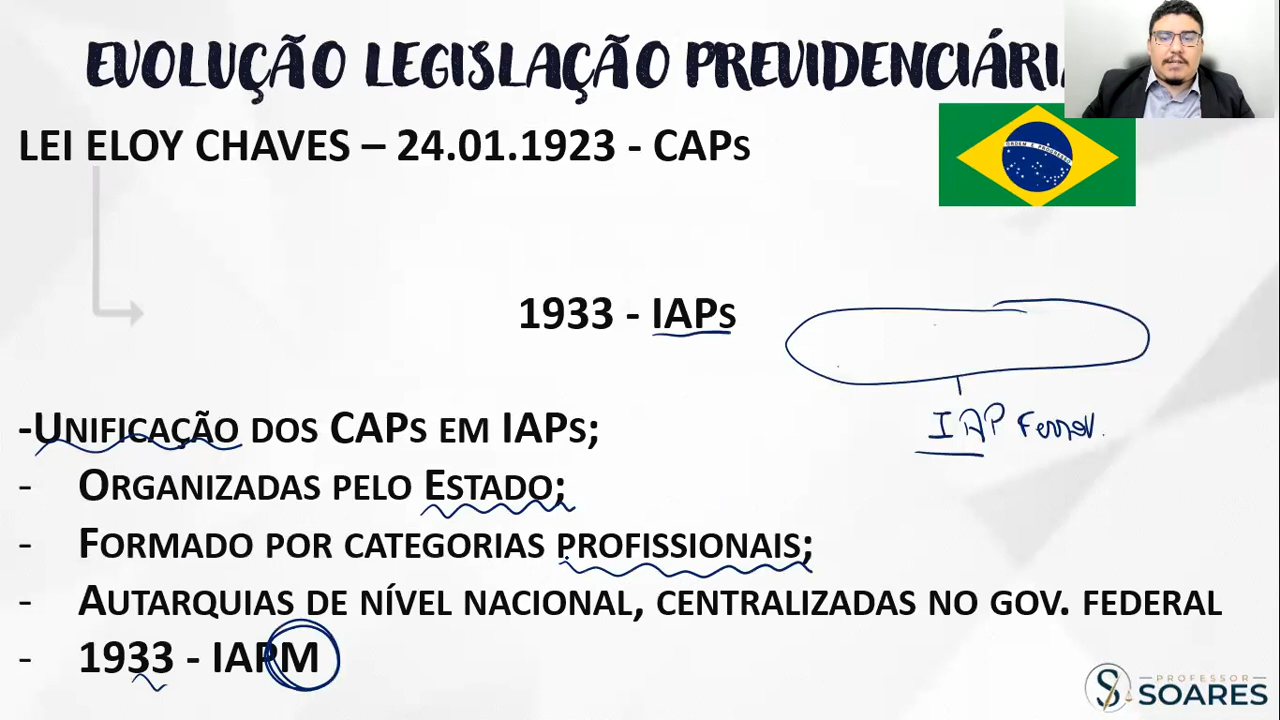 EVOLUÇÃO LEGISLAÇÃO PREVIDENCIÁRI
LEI ELOY CHAVES – 24.01.1923 - CAPs
ORDEM E PROGRESSO
1933 - IAPs
IAP Ferrov.
-UNIFICAÇÃO DOS CAPs EM IAPs;
- ORGANIZADAS PELO ESTADO;
- FORMADO POR CATEGORIAS PROFISSIONAIS;
- AUTARQUIAS DE NÍVEL NACIONAL, CENTRALIZADAS NO GOV. FEDERAL
- 1933 - IAPM
PROFESSOR
SOARES